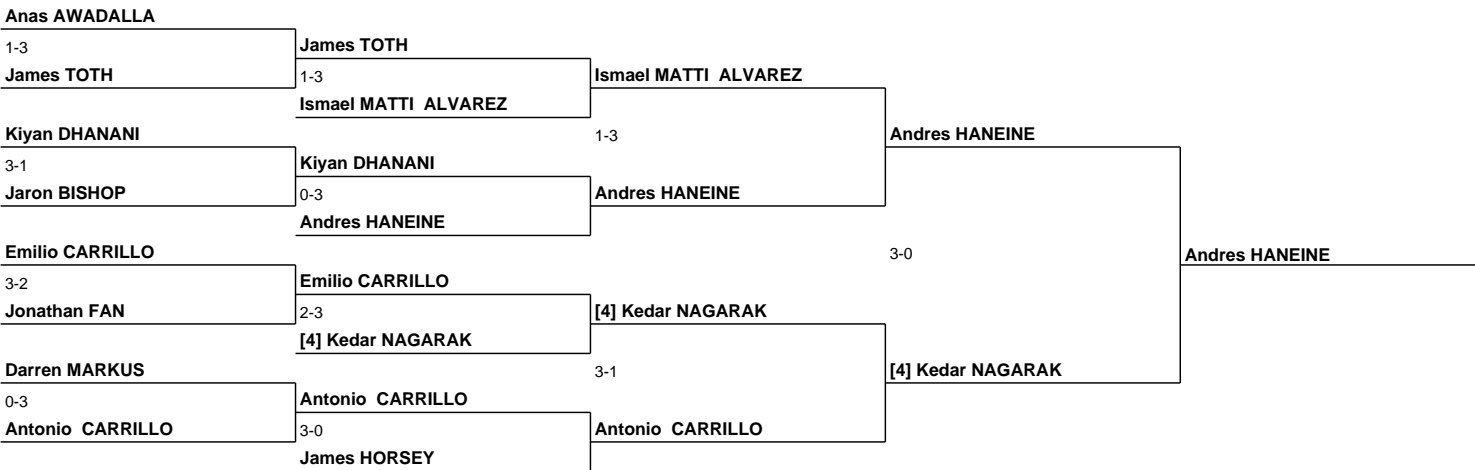 Anas AWADALLA
1-3
James TOTH
James TOTH
1-3
Ismael MATTI ALVAREZ
Ismael MATTI ALVAREZ
Kiyan DHANANI
3-1
Jaron BISHOP
Kiyan DHANANI
0-3
Andres HANEINE
Andres HANEINE
1-3
Andres HANEINE
Emilio CARRILLO
3-2
Jonathan FAN
Emilio CARRILLO
2-3
[4] Kedar NAGARAK
[4] Kedar NAGARAK
Darren MARKUS
0-3
Antonio CARRILLO
Antonio CARRILLO
3-0
James HORSEY
Antonio CARRILLO
3-1
[4] Kedar NAGARAK
3-0
Andres HANEINE